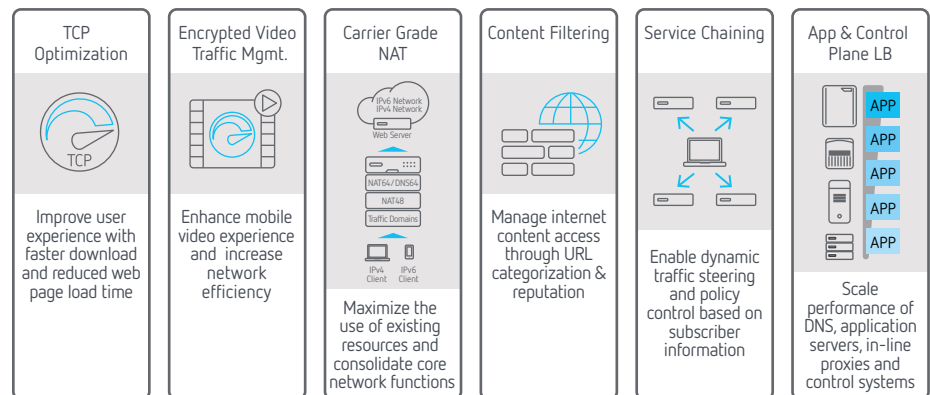 TCP
Optimization
TCP
Improve user
experience with
faster download
and reduced web
page load time
Encrypted Video
Traffic Mgmt.
Enhance mobile
video experience
and increase
network
efficiency
Carrier Grade
NAT
IPv6 Network
IPv4 Network
Web Server
NAT64/DNS64
NAT48
Traffic Domains
IPv4
Client
IPv6
Client
Maximize the
use of existing
resources and
consolidate core
network functions
Content Filtering
Manage internet
content access
through URL
categorization &
reputation
Service Chaining
Enable dynamic
traffic steering
and policy
control based on
subscriber
information
App & Control
Plane LB
APP
APP
APP
APP
APP
Scale
performance of
DNS, application
servers, in-line
proxies and
control systems